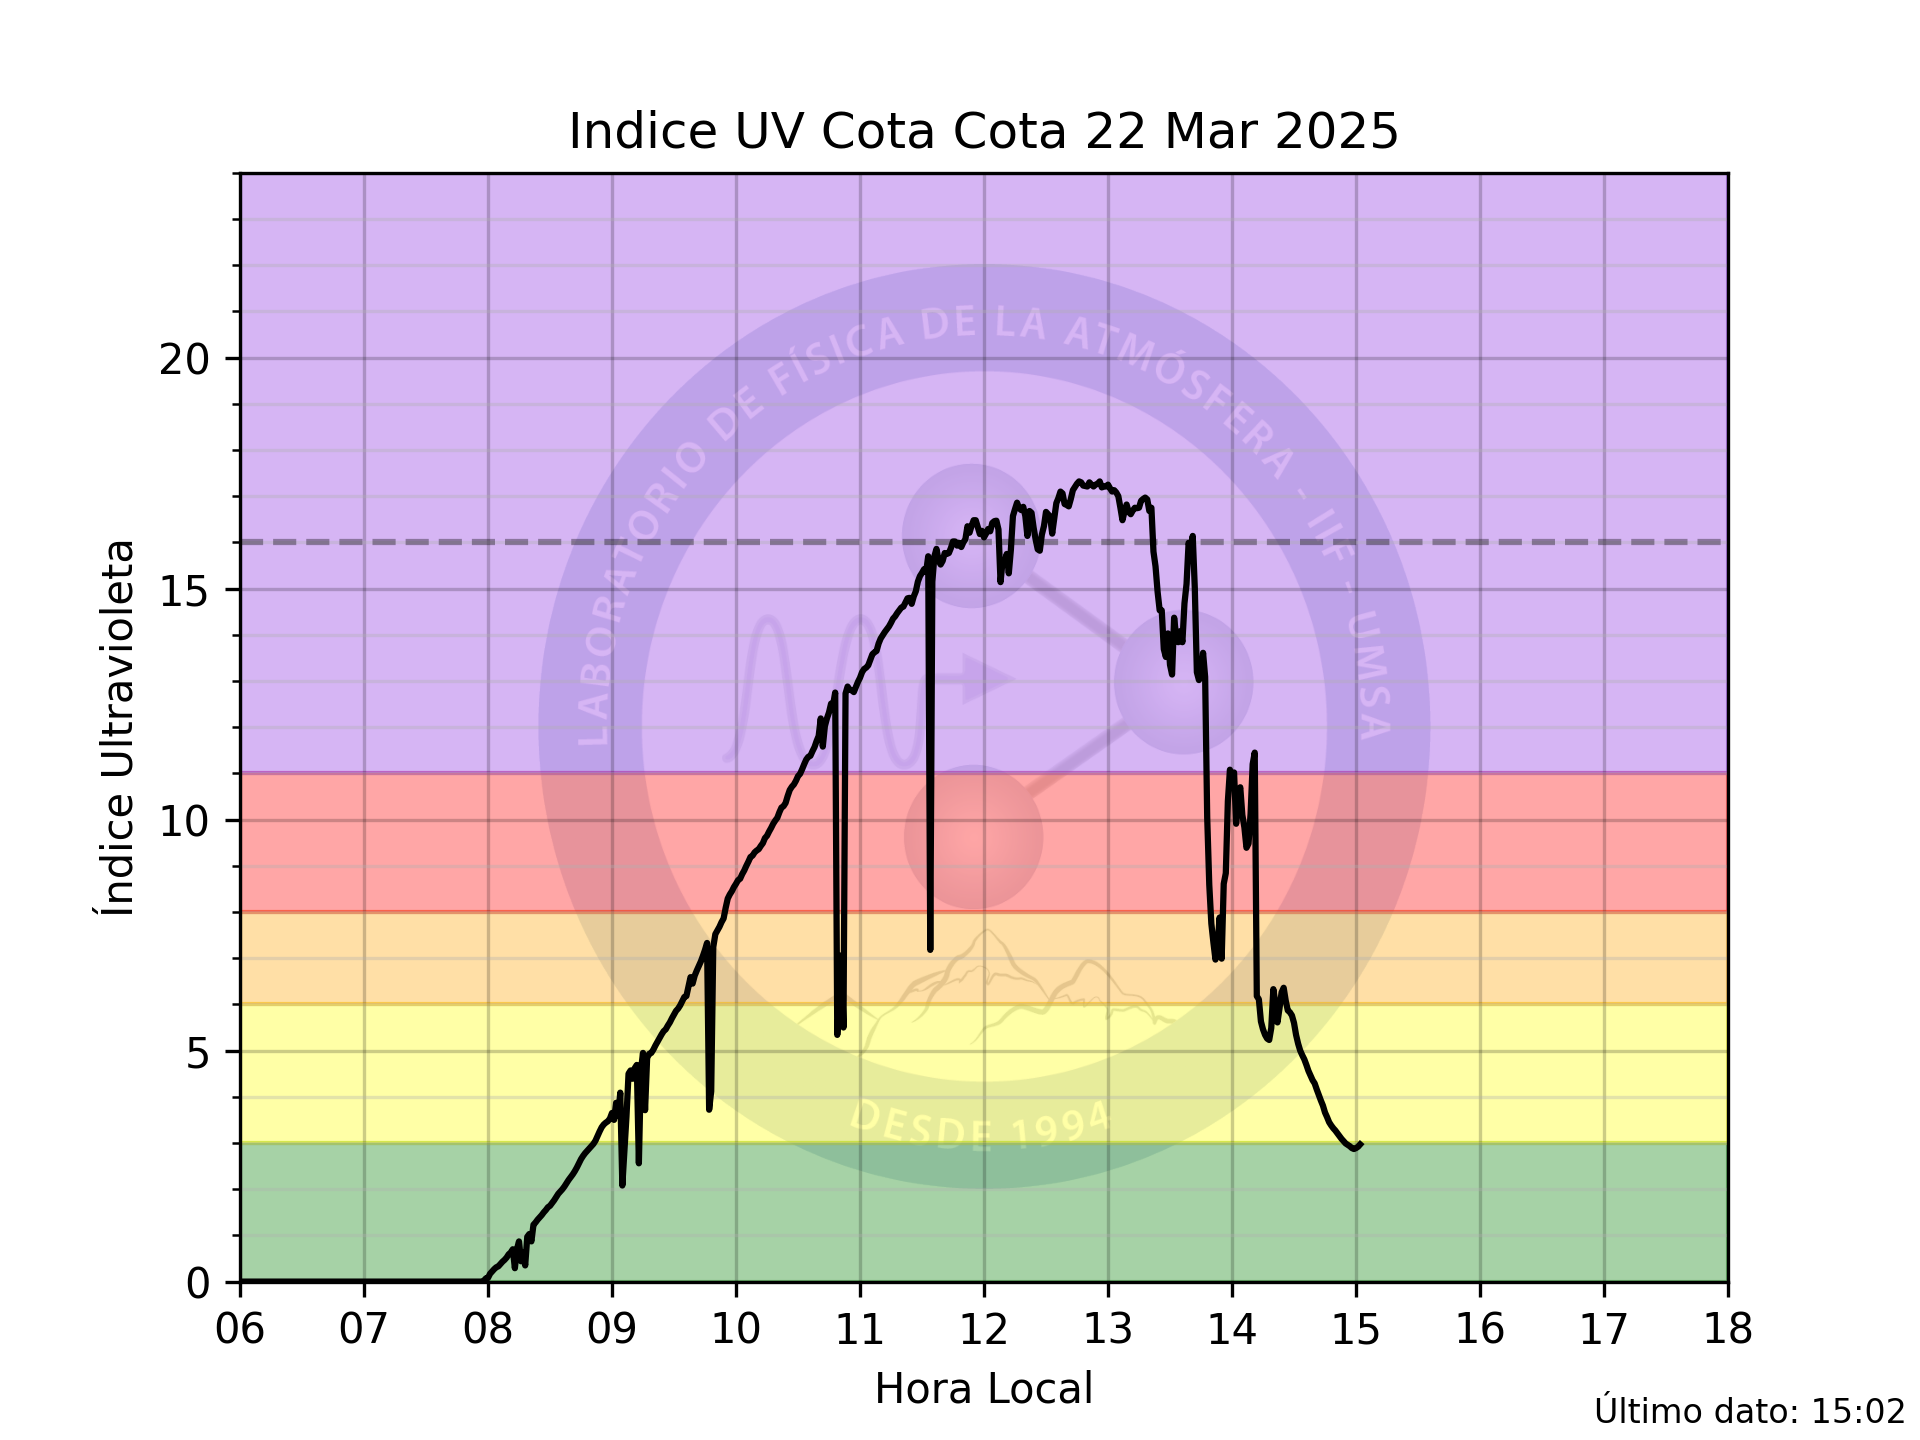 Indice UV Cota Cota 22 Mar 2025
20
15
10
5
0
Índice Ultravioleta
LABORATORIO DE FÍSICA DE LA ATMÓSFERA - IIF - UMSA
DESDE 1994
06 07 08 09 10 11 12 13 14 15 16 17 18
Hora Local
Último dato: 15:02